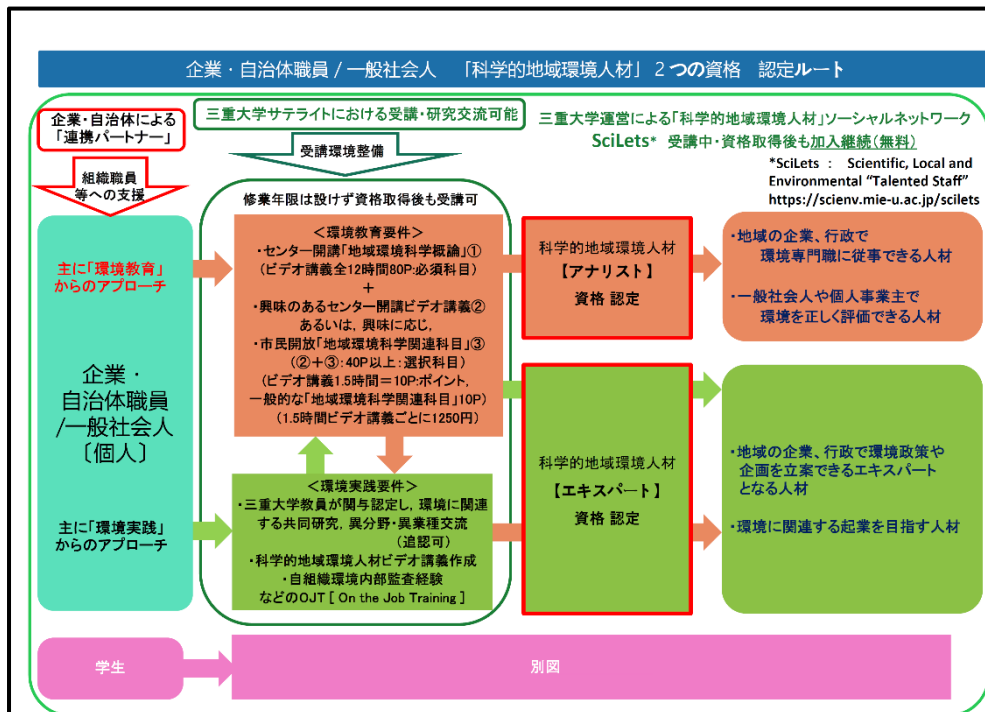 企業・自治体職員 / 一般社会人 「科学的地域環境人材」 2つの資格 認定ルート
企業・自治体による
「連携パートナー」
組織職員
等への支援
三重大学サテライトにおける受講・研究交流可能
受講環境整備
三重大学運営による「科学的地域環境人材」ソーシャルネットワーク
SciLets* 受講中・資格取得後も加入継続(無料)
*SciLets : Scientific, Local and
Environmental “Talented Staff”
https://scienv.mie-u.ac.jp/scilets
主に「環境教育」
からのアプローチ
企業・
自治体職員
/一般社会人
〔個人〕
主に「環境実践」
からのアプローチ
修業年限は設けず資格取得後も受講可
<環境教育要件>
・センター開講「地域環境科学概論」①
(ビデオ講義全12時間80P:必須科目)
+
・興味のあるセンター開講ビデオ講義②
あるいは,興味に応じ,
・市民開放「地域環境科学関連科目」③
(②+③:40P以上:選択科目)
(ビデオ講義1.5時間=10P:ポイント,
一般的な「地域環境科学関連科目」10P)
(1.5時間ビデオ講義ごとに1250円)
<環境実践要件>
・三重大学教員が関与認定し,環境に関連
する共同研究,異分野・異業種交流
(追認可)
・科学的地域環境人材ビデオ講義作成
・自組織環境内部監査経験
などのOJT [ On the Job Training ]
科学的地域環境人材
【アナリスト】
資格 認定
科学的地域環境人材
【エキスパート】
資格 認定
・地域の企業、行政で
環境専門職に従事できる人材
・一般社会人や個人事業主で
環境を正しく評価できる人材
・地域の企業、行政で環境政策や
企画を立案できるエキスパート
となる人材
・環境に関連する起業を目指す人材
学生
別図